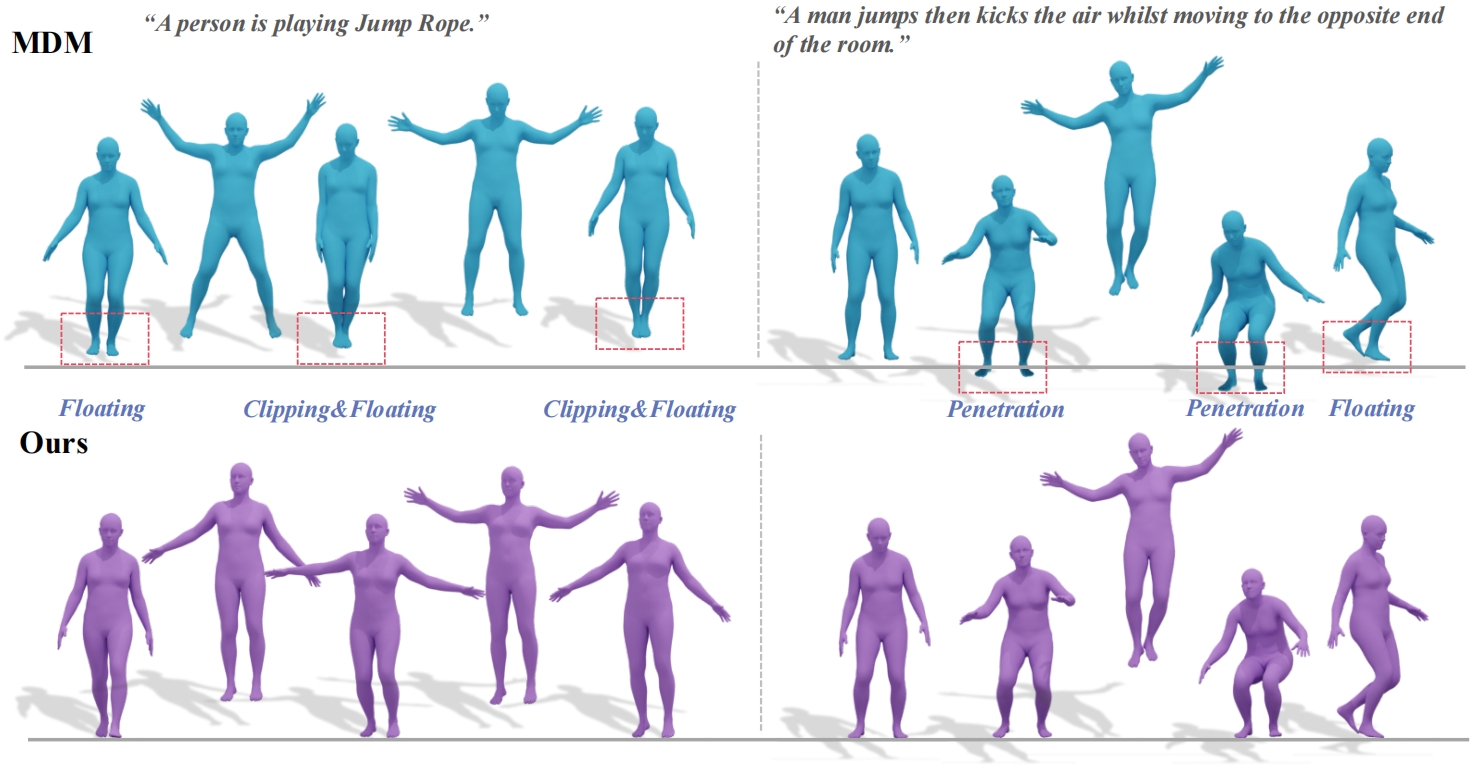 “A person is playing Jump Rope.”
“A man jumps then kicks the air whilst moving to the opposite end
of the room.”
MDM
Floating
Clipping&Floating
Clipping&Floating
Penetration
Penetration
Floating
Ours